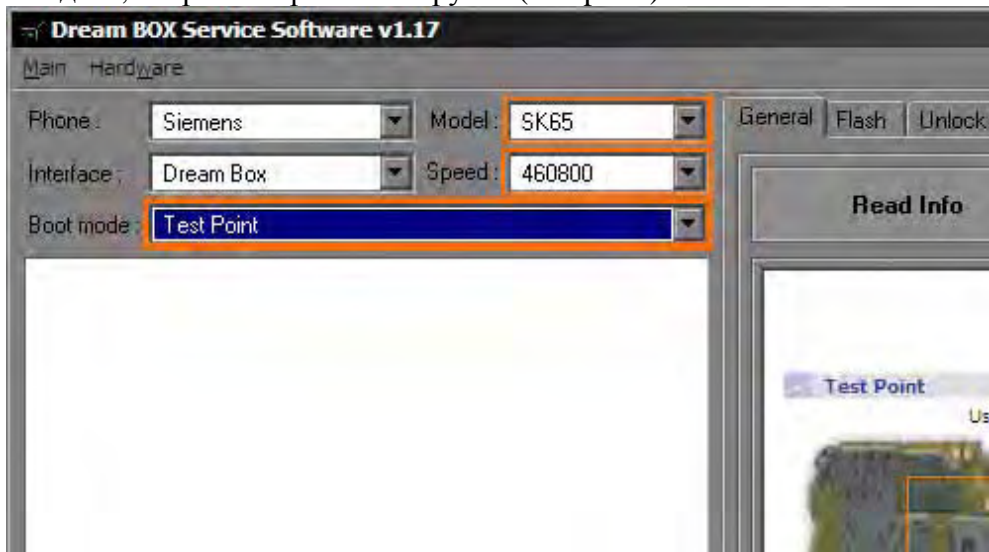 Dream BOX Service Software v1.17
Main Hardware
Phone : Siemens Model : SK65
Interface : Dream Box Speed : 460800
Boot mode : Test Point
General Flash Unlock
Read Info
Test Point